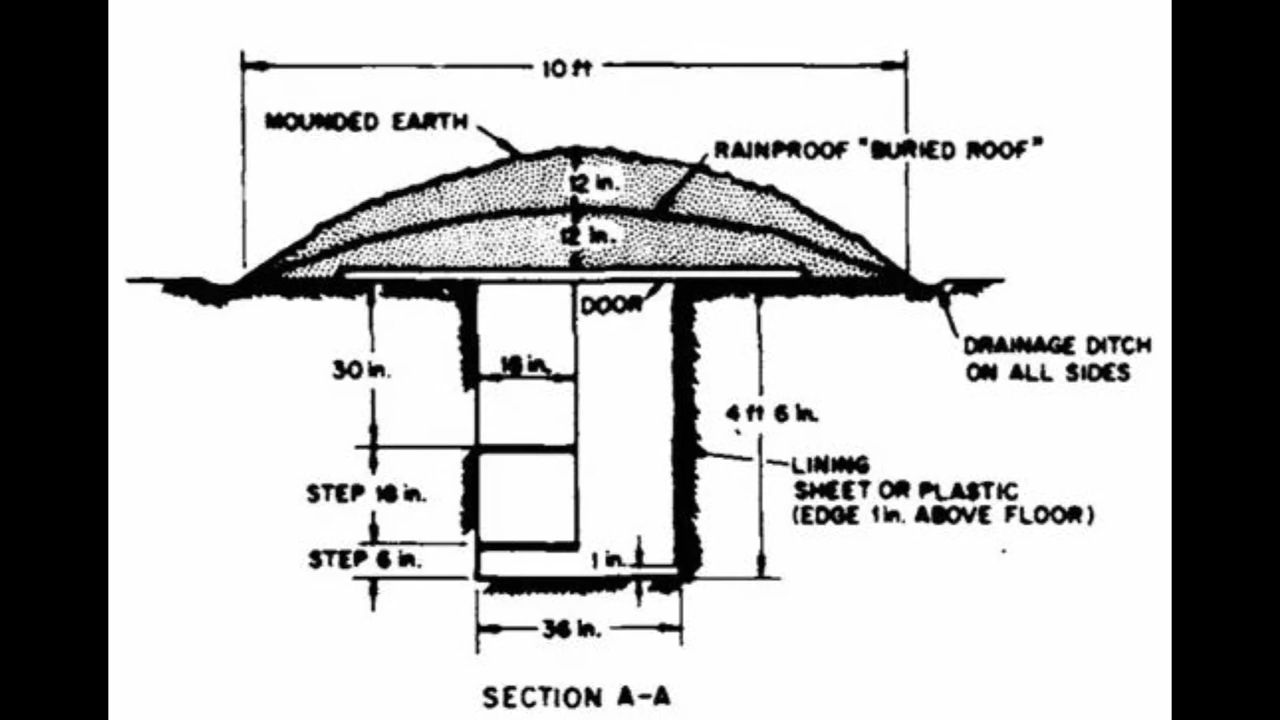 10 ft
MOUNDED EARTH
RAINPROOF "BURIED ROOF"
12 in.
12 in.
DOOR
DRAINAGE DITCH
ON ALL SIDES
30 in.
18 in.
4 ft 6 in.
LINING
SHEET OR PLASTIC
(EDGE 1 in. ABOVE FLOOR)
STEP 18 in.
STEP 6 in.
1 in.
36 in.
SECTION A-A